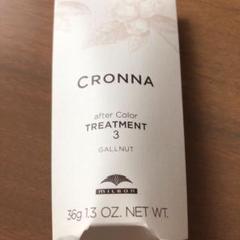 CRONNA
after Color
TREATMENT
3
GALLNUT
MILBON
36g 1.3 OZ. NET WT.